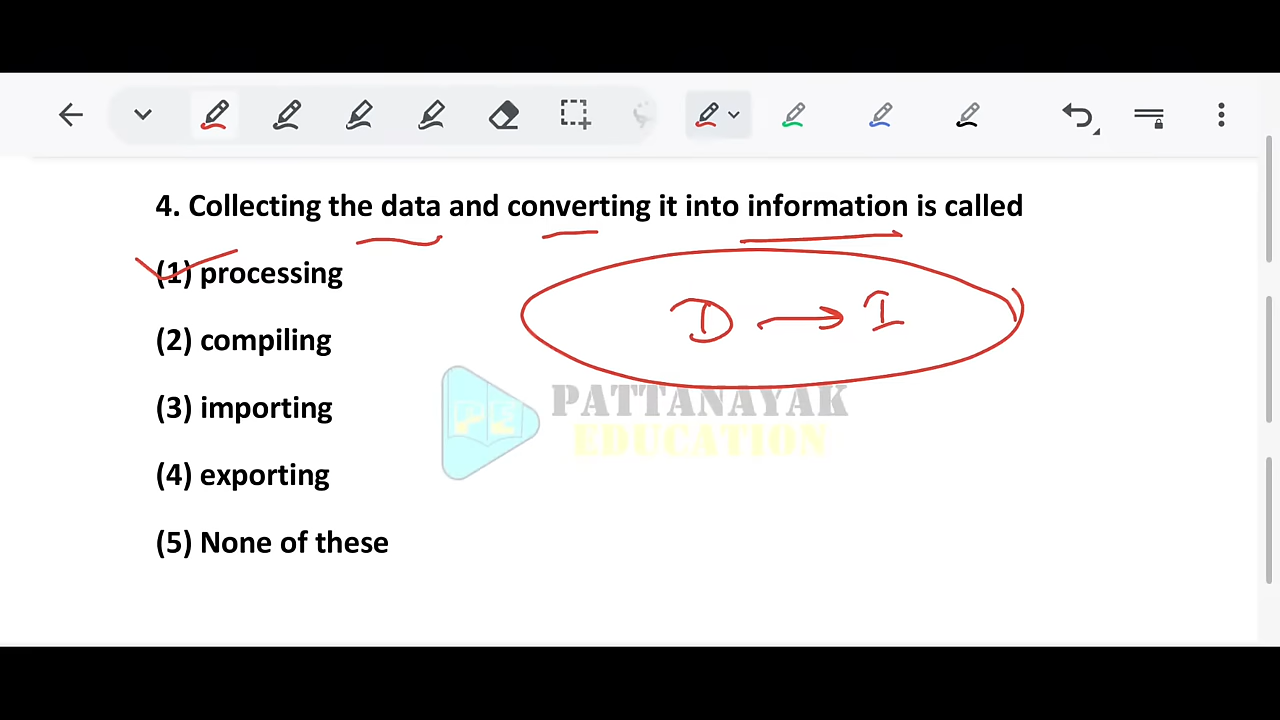 4. Collecting the data and converting it into information is called
(1) processing
D → I
(2) compiling
PATTANAYAK
(3) importing
EDUCATION
PE
(4) exporting
(5) None of these